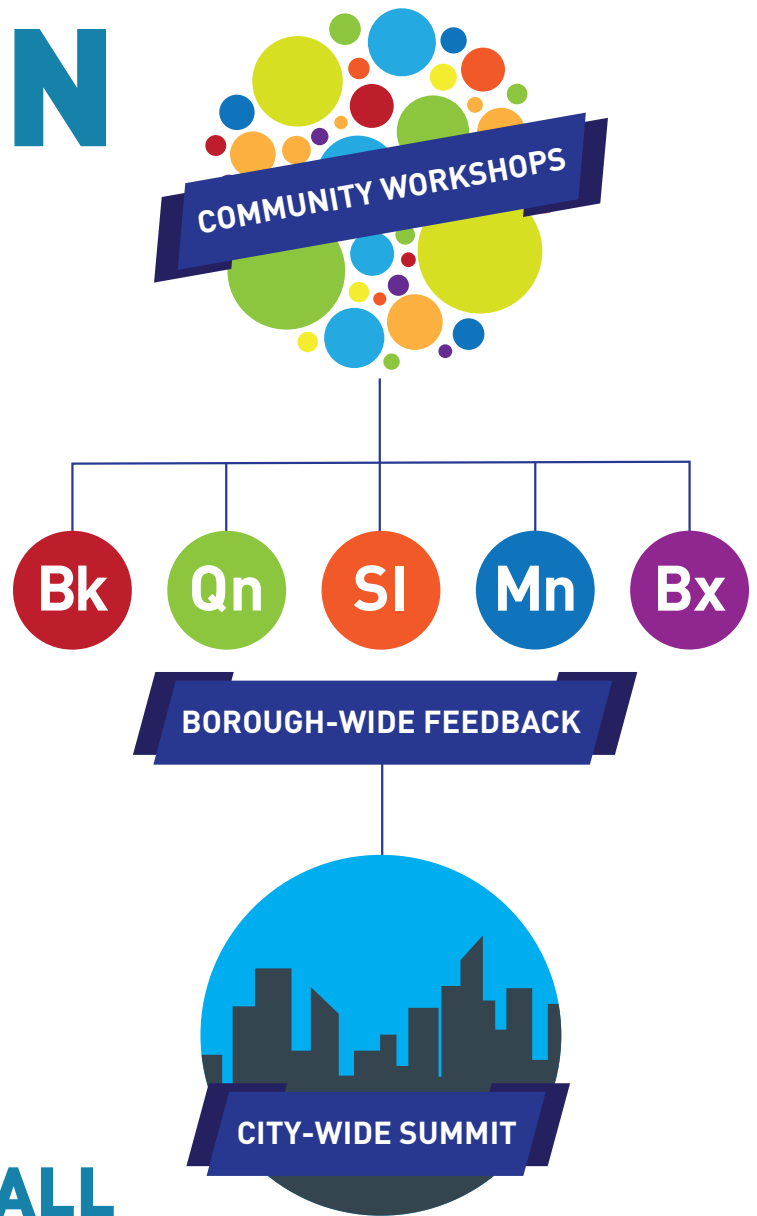 N
COMMUNITY WORKSHOPS
Bk Qn SI Mn Bx
BOROUGH-WIDE FEEDBACK
CITY-WIDE SUMMIT
ALL